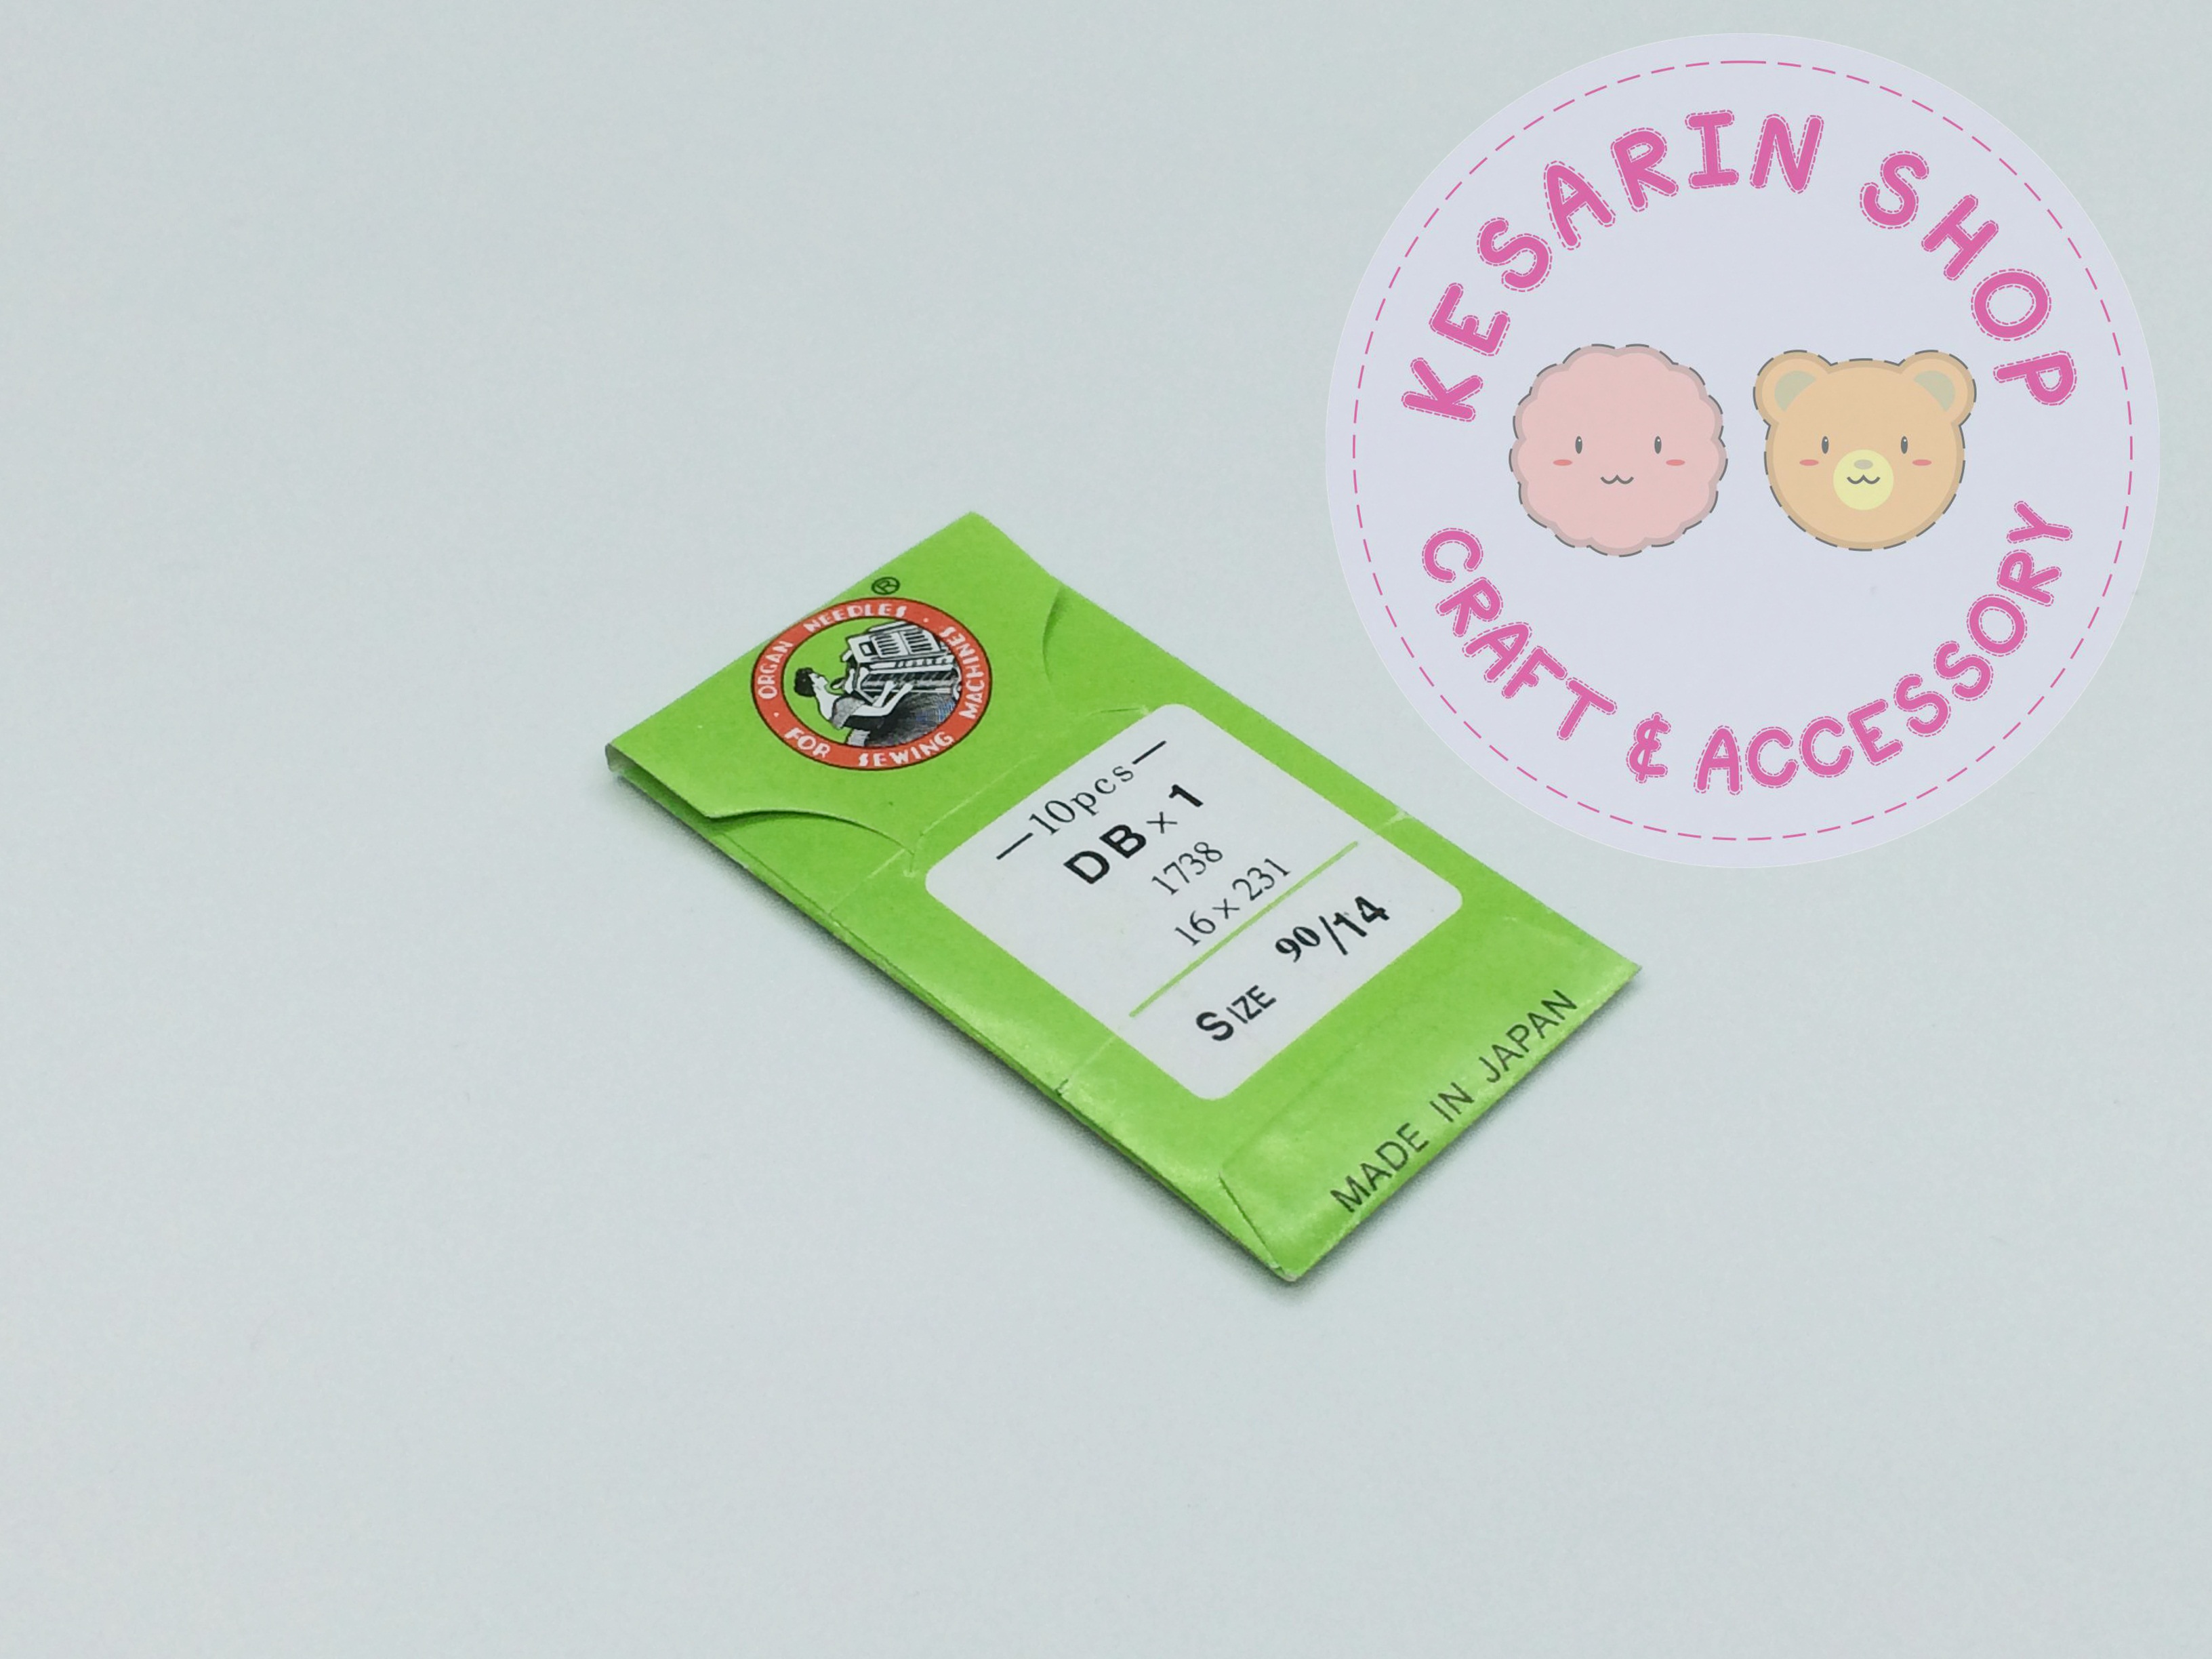 KESARIN SHOP
CRAFT & ACCESSORY
ORGAN NEEDLES
®
· FOR SEWING MACHINES ·
—10pcs—
DB×1
1738
16×231
SIZE 90/14
MADE IN JAPAN